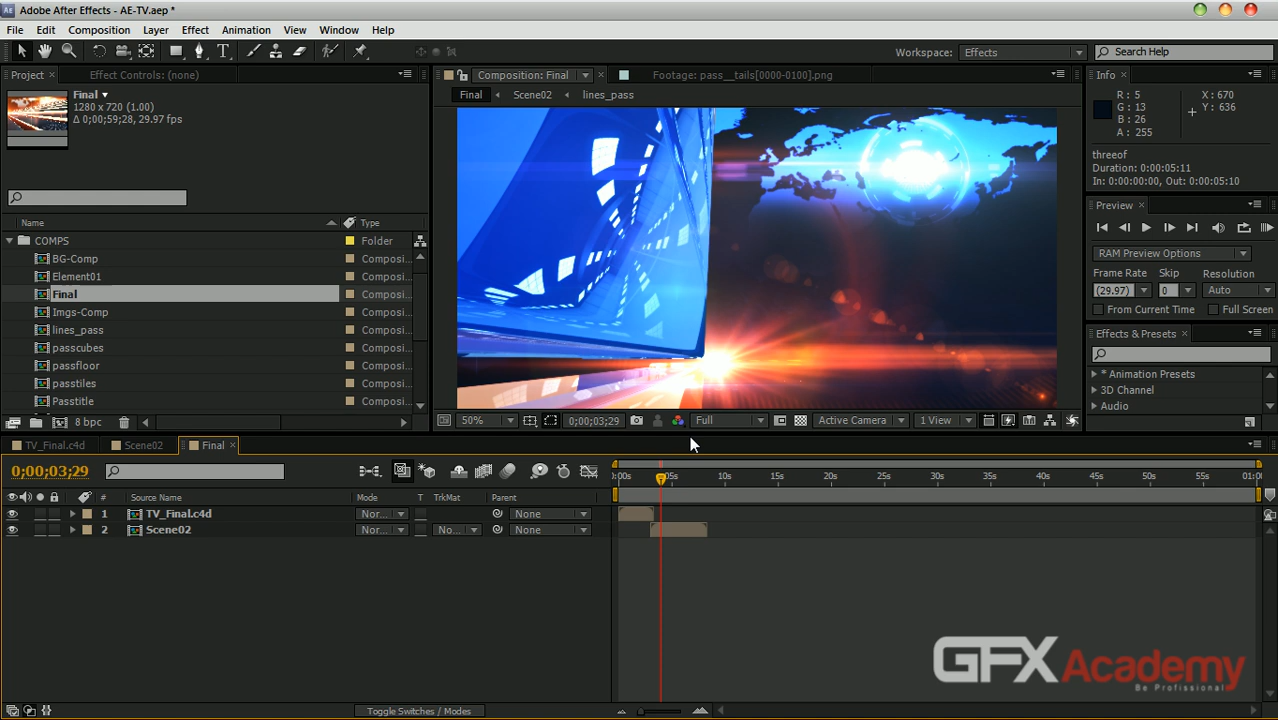 Adobe After Effects - AE-TV.aep *
File Edit Composition Layer Effect Animation View Window Help
Workspace: Effects Search Help
Project Effect Controls: (none)
Composition: Final Footage: pass__tails[0000-0100].png
Info
Final
1280 x 720 (1.00)
Δ 0;00;59;28, 29.97 fps
Final Scene02 lines_pass
R : 5 X : 670
G : 13 Y : 636
B : 26
A : 255
threeof
Duration: 0:00:05:11
In: 0:00:00:00, Out: 0:00:05:10
Preview
RAM Preview Options
Frame Rate Skip Resolution
(29.97) 0 Auto
From Current Time Full Screen
Effects & Presets
* Animation Presets
3D Channel
Audio
Name Type
COMPS Folder
BG-Comp Composi...
Element01 Composi...
Final Composi...
Imgs-Comp Composi...
lines_pass Composi...
passcubes Composi...
passfloor Composi...
passtiles Composi...
Passtitle Composi...
8 bpc
50% 0;00;03;29 Full Active Camera 1 View
TV_Final.c4d Scene02 Final
0;00;03;29
):00s 05s 10s 15s 20s 25s 30s 35s 40s 45s 50s 55s 01:0
# Source Name Mode T TrkMat Parent
1 TV_Final.c4d Nor... None
2 Scene02 Nor... No... None
Toggle Switches / Modes
GFXAcademy
Be Profissional